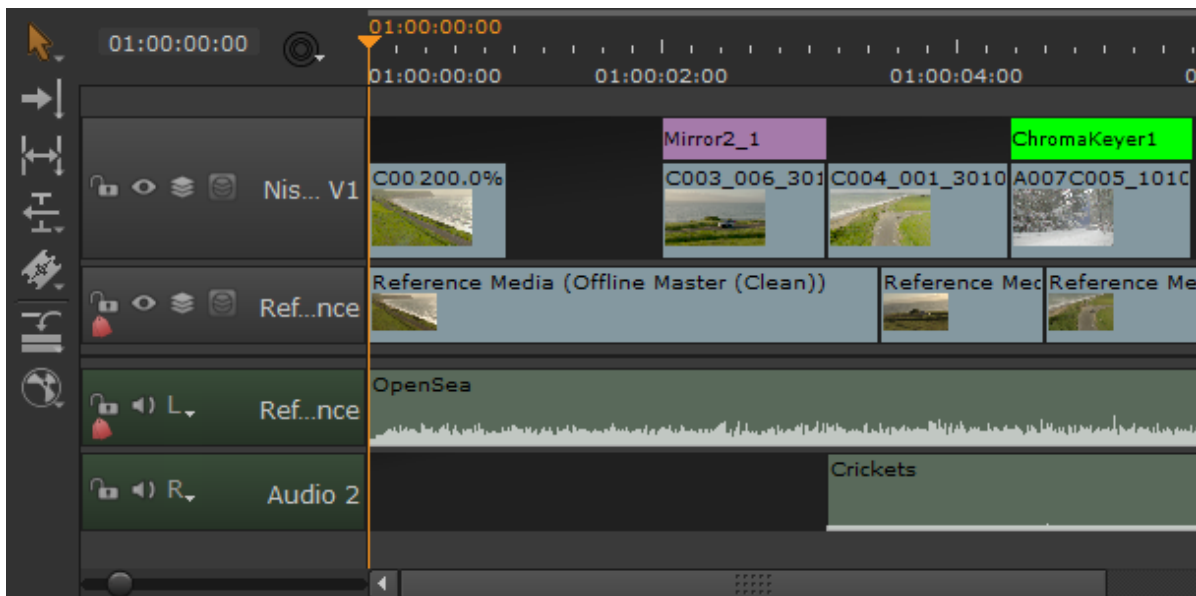 01:00:00:00
01:00:00:00
01:00:00:00 01:00:02:00 01:00:04:00 0
Mirror2_1 ChromaKeyer1
Nis... V1 C00 200.0% C003_006_301 C004_001_3010 A007C005_1010
Ref...nce Reference Media (Offline Master (Clean)) Reference Med Reference Me
L Ref...nce OpenSea
R Audio 2 Crickets